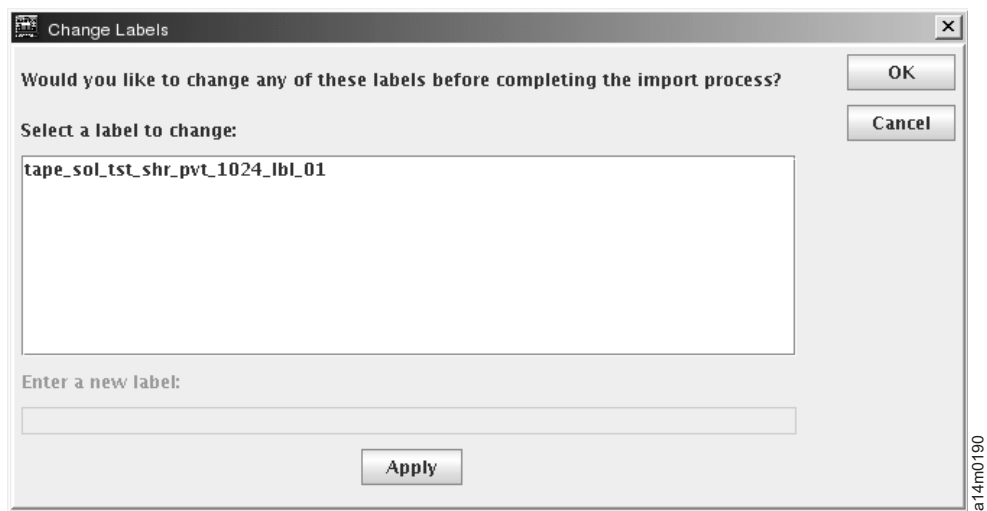 Change Labels
Would you like to change any of these labels before completing the import process?
OK
Select a label to change:
Cancel
tape_sol_tst_shr_pvt_1024_lbl_01
Enter a new label:
Apply
a14m0190